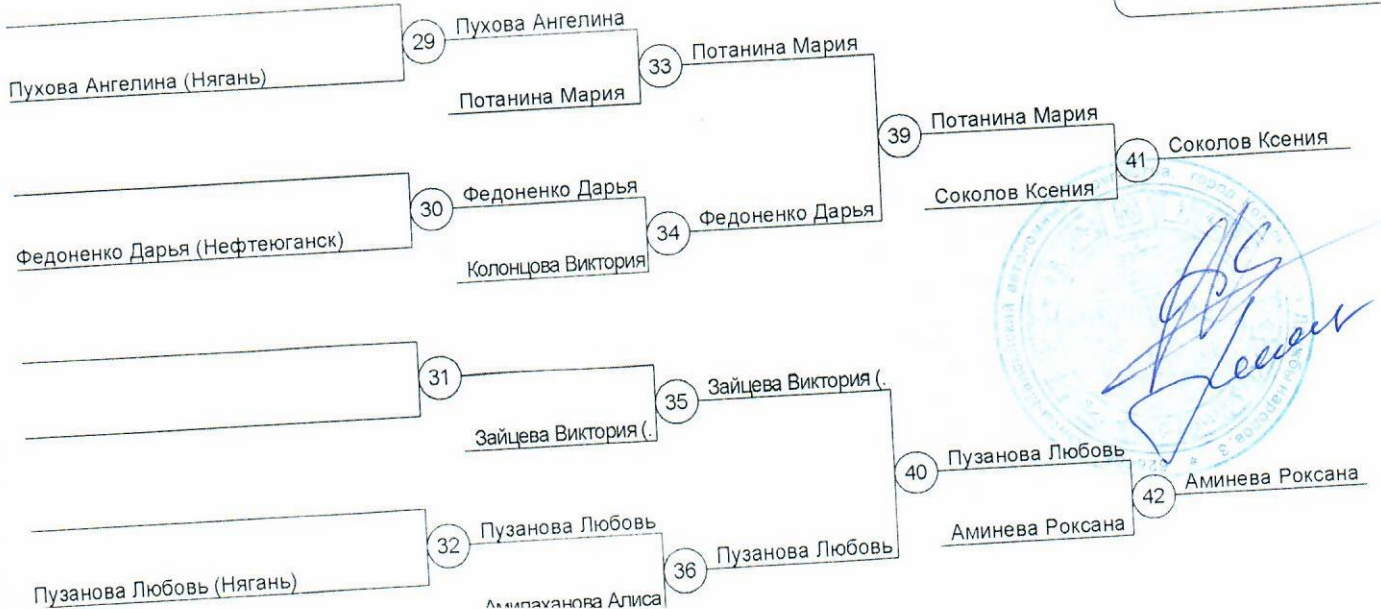 29 Пухова Ангелина
Пухова Ангелина (Нягань)
Потанина Мария
33 Потанина Мария
30 Федоненко Дарья
Федоненко Дарья (Нефтеюганск)
Колонцова Виктория
34 Федоненко Дарья
39 Потанина Мария
Соколов Ксения
41 Соколов Ксения
31
Зайцева Виктория (.
35 Зайцева Виктория (.
32 Пузанова Любовь
Пузанова Любовь (Нягань)
Амипаханова Алиса
36 Пузанова Любовь
40 Пузанова Любовь
Аминева Роксана
42 Аминева Роксана